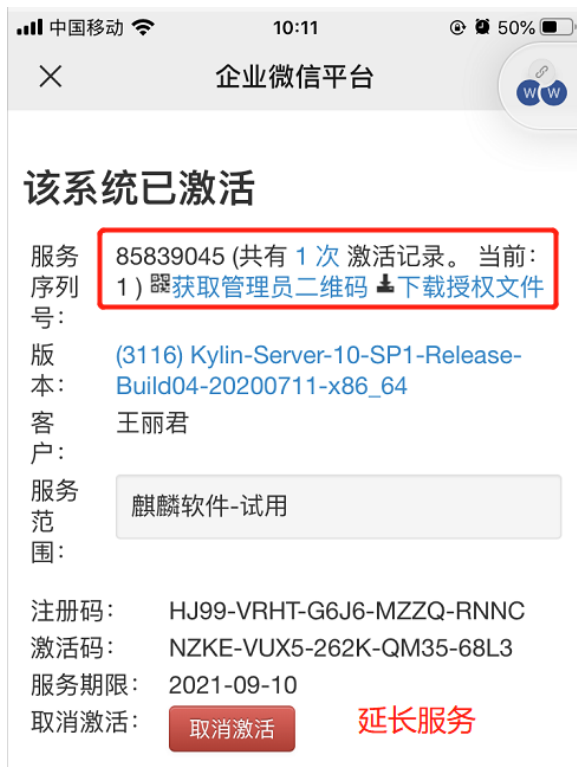 中国移动 10:11 50%
企业微信平台
W W
该系统已激活
服务 85839045 (共有 1 次 激活记录。 当前:
序列 1 ) 获取管理员二维码 下载授权文件
号:
版 (3116) Kylin-Server-10-SP1-Release-
本: Build04-20200711-x86_64
客 王丽君
户:
服务
范 麒麟软件-试用
围:
注册码: HJ99-VRHT-G6J6-MZZQ-RNNC
激活码: NZKE-VUX5-262K-QM35-68L3
服务期限: 2021-09-10
取消激活: 取消激活 延长服务